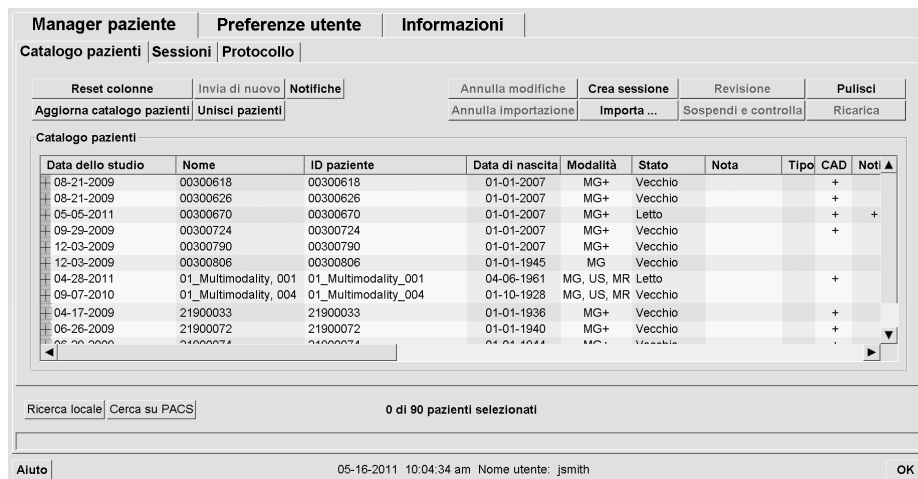 Manager paziente Preferenze utente Informazioni
Catalogo pazienti Sessioni Protocollo
Reset colonne Invia di nuovo Notifiche Annulla modifiche Crea sessione Revisione Pulisci
Aggiorna catalogo pazienti Unisci pazienti Annulla importazione Importa ... Sospendi e controlla Ricarica
Catalogo pazienti
Data dello studio Nome ID paziente Data di nascita Modalità Stato Nota Tipo CAD Noti
08-21-2009 00300618 00300618 01-01-2007 MG+ Vecchio +
08-21-2009 00300626 00300626 01-01-2007 MG+ Vecchio +
05-05-2011 00300670 00300670 01-01-2007 MG+ Letto + +
09-29-2009 00300724 00300724 01-01-2007 MG+ Vecchio +
12-03-2009 00300790 00300790 01-01-2007 MG+ Vecchio
12-03-2009 00300806 00300806 01-01-1945 MG Vecchio
04-28-2011 01_Multimodality, 001 01_Multimodality_001 04-06-1961 MG, US, MR Letto +
09-07-2010 01_Multimodality, 004 01_Multimodality_004 01-10-1928 MG, US, MR Vecchio
04-17-2009 21900033 21900033 01-01-1936 MG+ Vecchio +
06-26-2009 21900072 21900072 01-01-1940 MG+ Vecchio +
Ricerca locale Cerca su PACS 0 di 90 pazienti selezionati
Aiuto 05-16-2011 10:04:34 am Nome utente: jsmith OK